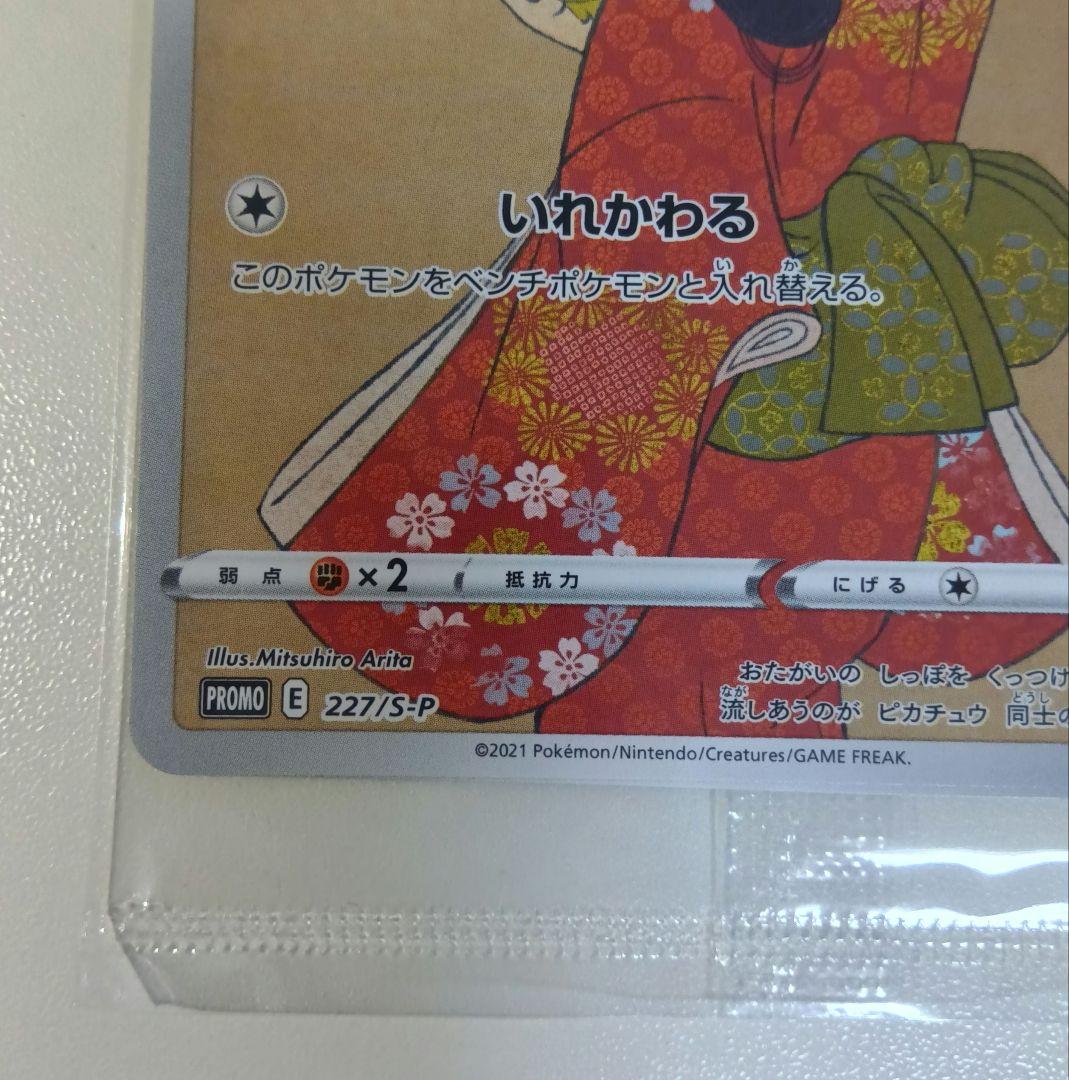 いれかわる
このポケモンをベンチポケモンと入れ替える。
弱点 ×2 抵抗力 にげる
Illus.Mitsuhiro Arita
PROMO E 227/S-P
おたがいの しっぽを くっつけ
流しあうのが ピカチュウ 同士の
©2021 Pokémon/Nintendo/Creatures/GAME FREAK.